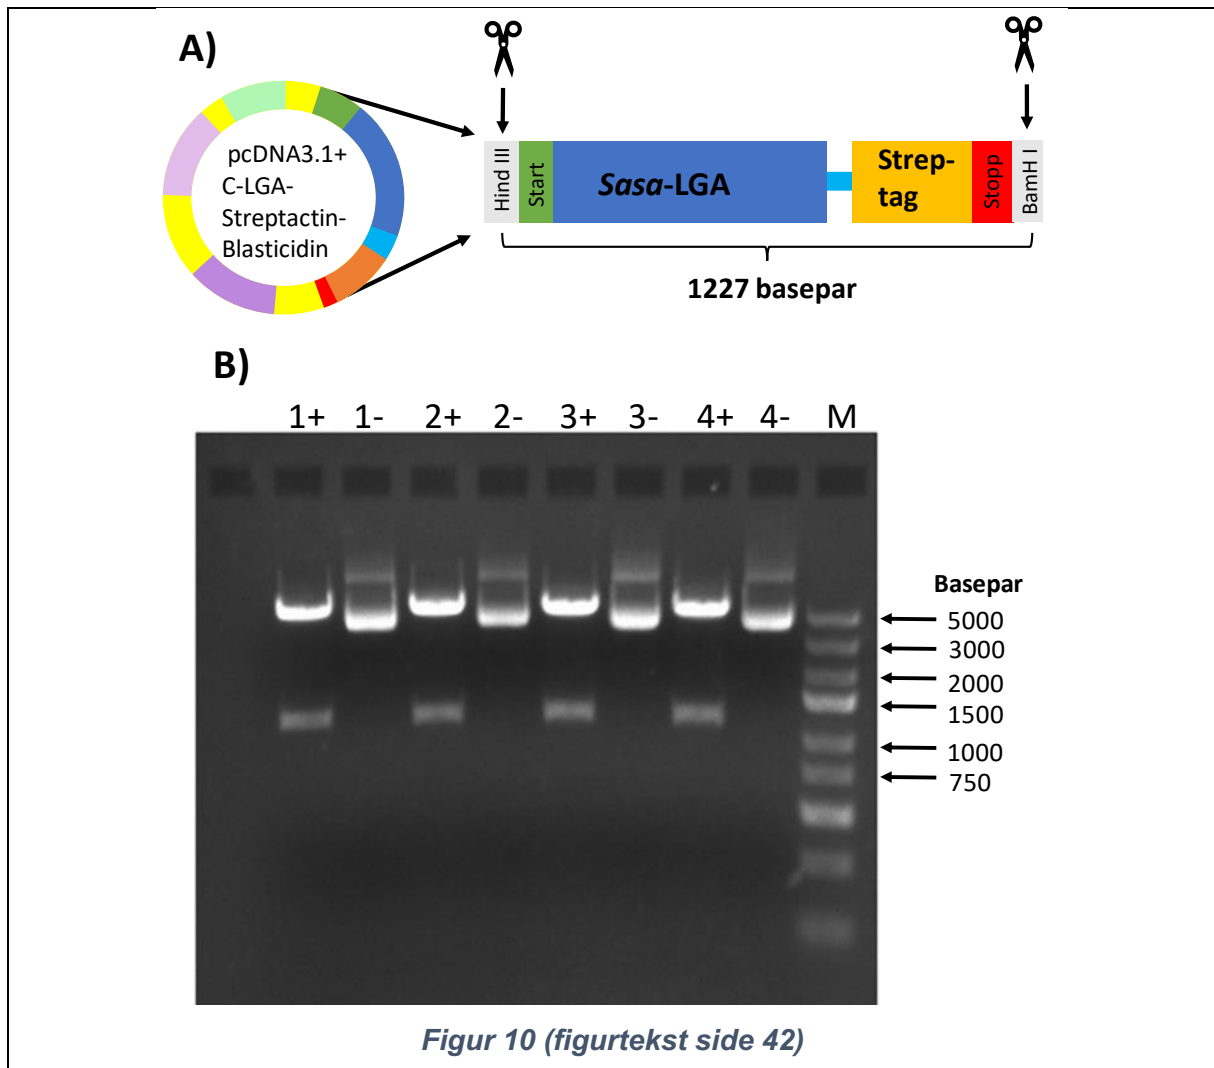 A)
pcDNA3.1+
C-LGA-
Streptactin-
Blasticidin
Hind III
Start
Sasa-LGA
Strep-
tag
Stopp
BamH I
1227 basepar
B)
1+ 1- 2+ 2- 3+ 3- 4+ 4- M
Basepar
5000
3000
2000
1500
1000
750
Figur 10 (figurtekst side 42)